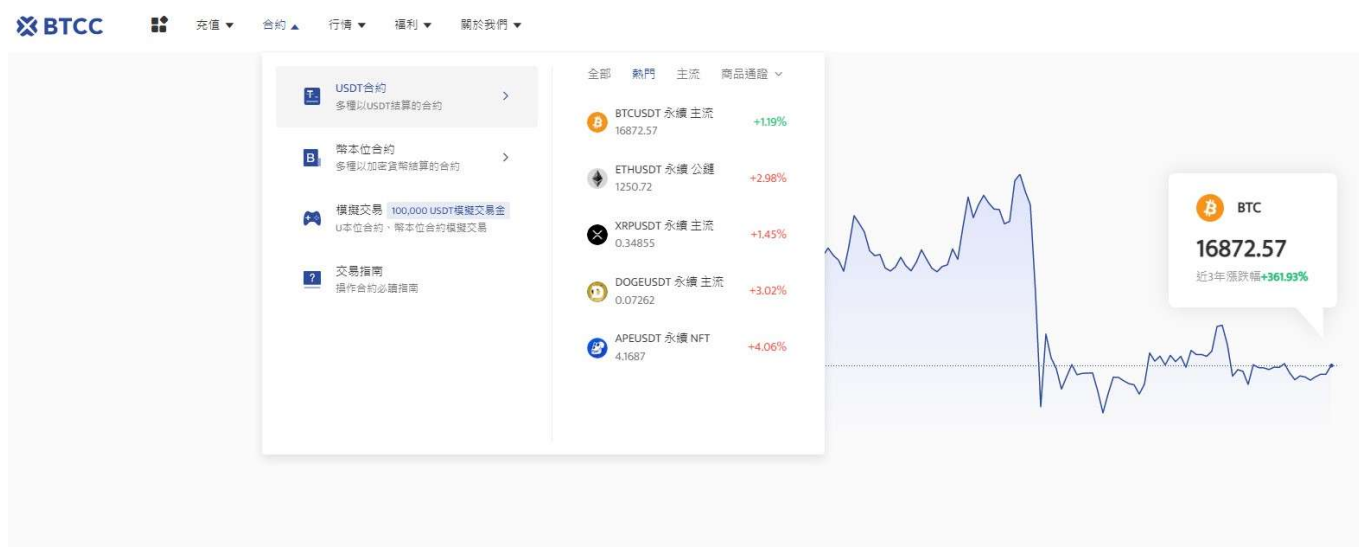 BTCC
充值 ▼
合約 ▲
行情 ▼
福利 ▼
關於我們 ▼
USDT合約
多種以USDT結算的合約
幣本位合約
多種以加密貨幣結算的合約
模擬交易 100,000 USDT模擬交易金
U本位合約、幣本位合約模擬交易
交易指南
操作合約必讀指南
全部 熱門 主流 商品通證
BTCUSDT 永續 主流
16872.57
+1.19%
ETHUSDT 永續 公鏈
1250.72
+2.98%
XRPUSDT 永續 主流
0.34855
+1.45%
DOGEUSDT 永續 主流
0.07262
+3.02%
APEUSDT 永續 NFT
4.1687
+4.06%
BTC
16872.57
近3年漲跌幅+361.93%